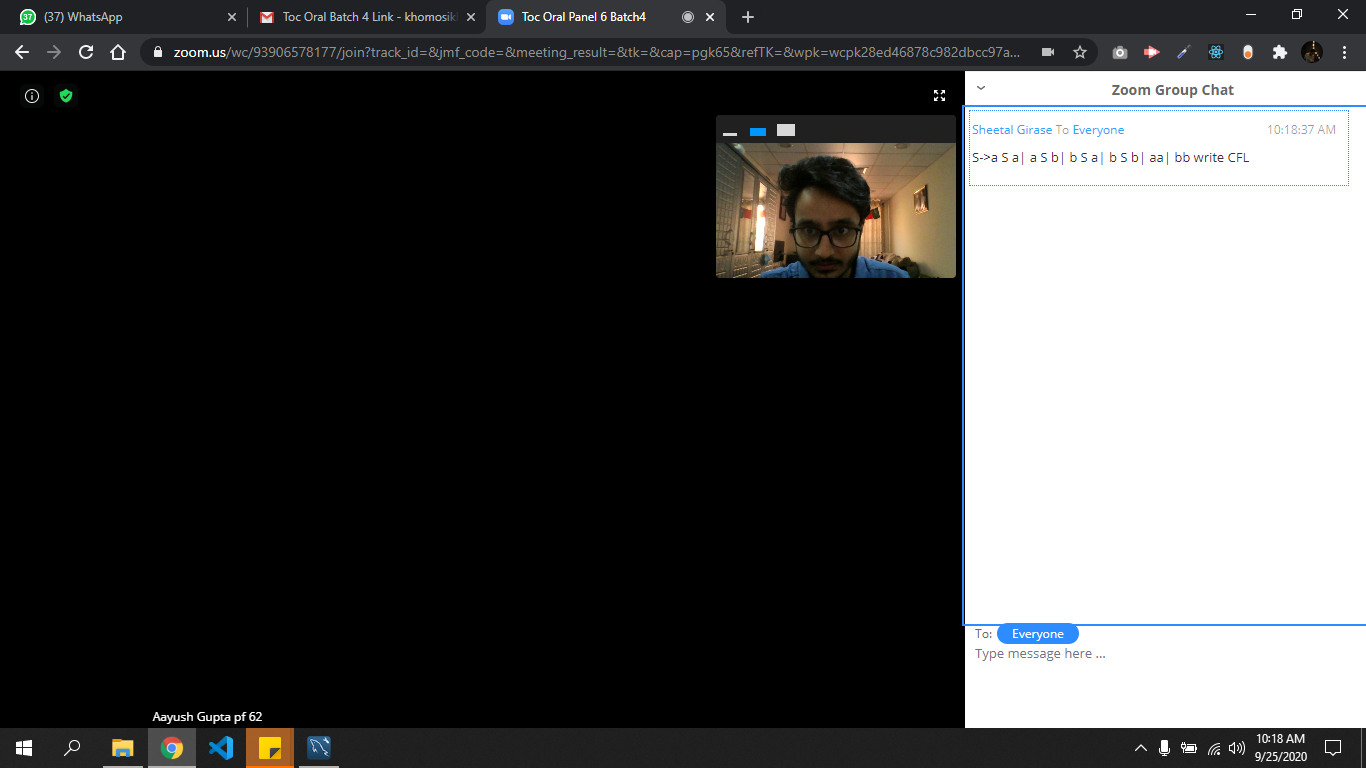 (37) WhatsApp
Toc Oral Batch 4 Link - khomosik
Toc Oral Panel 6 Batch4
zoom.us/wc/93906578177/join?track_id=&jmf_code=&meeting_result=&tk=&cap=pgk65&refTK=&wpk=wcpk28ed46878c982dbcc97a...
Zoom Group Chat
Sheetal Girase To Everyone 10:18:37 AM
S->a S a| a S b| b S a| b S b| aa| bb write CFL
To: Everyone
Type message here ...
Aayush Gupta pf 62
10:18 AM
9/25/2020